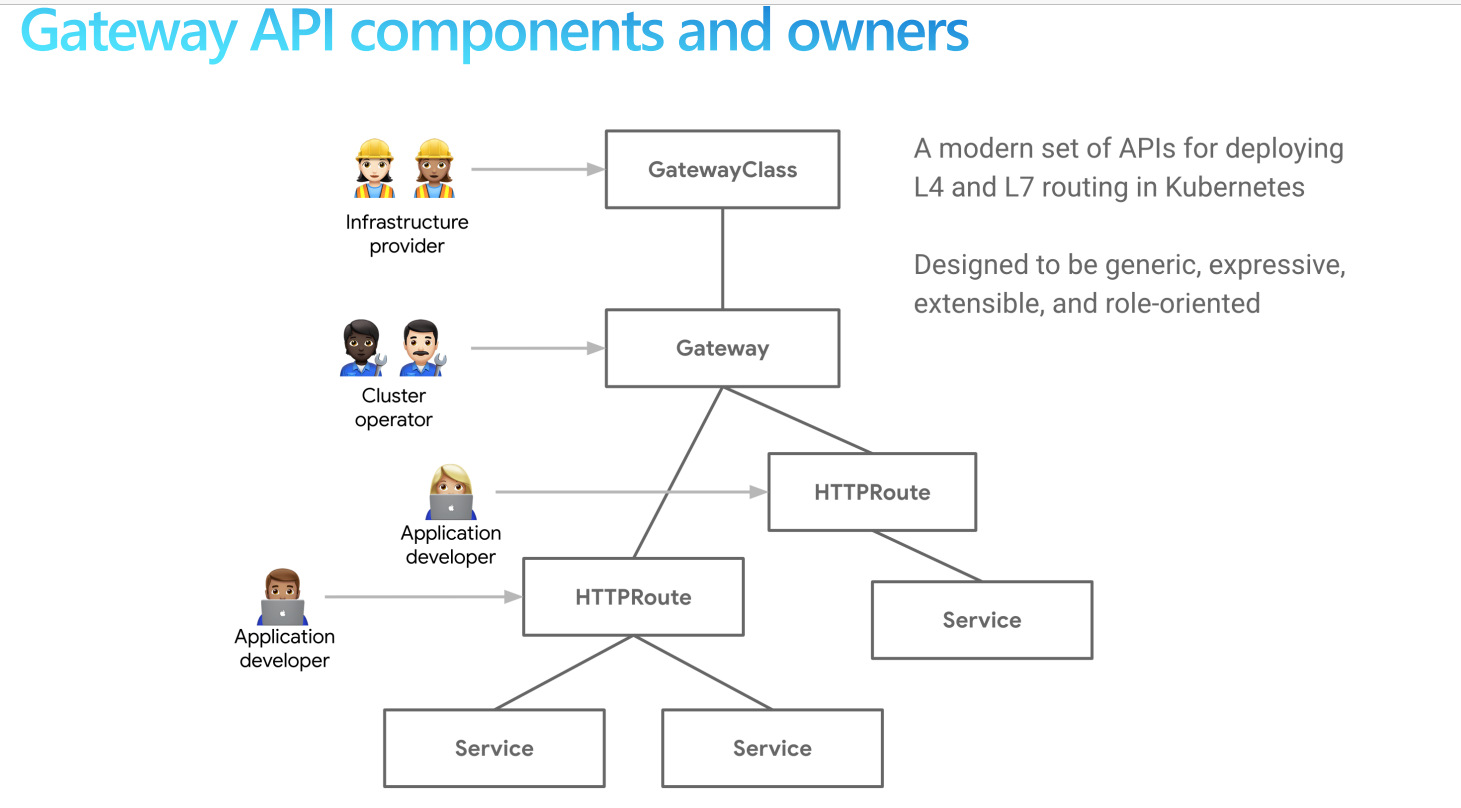 Gateway API components and owners
GatewayClass
A modern set of APIs for deploying
L4 and L7 routing in Kubernetes
Infrastructure
provider
Designed to be generic, expressive,
extensible, and role-oriented
Gateway
Cluster
operator
HTTPRoute
Application
developer
HTTPRoute
Application
developer
Service
Service
Service